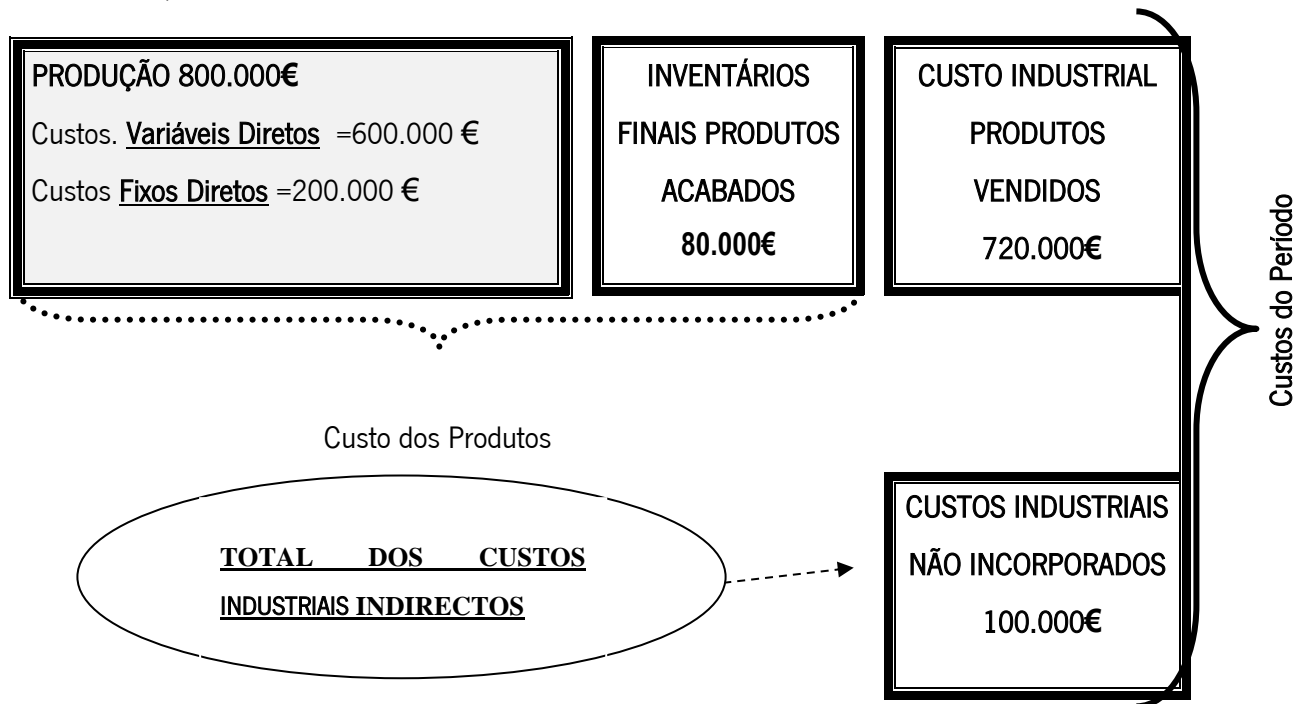 PRODUÇÃO 800.000€
Custos. Variáveis Diretos =600.000 €
Custos Fixos Diretos =200.000 €
INVENTÁRIOS
FINAIS PRODUTOS
ACABADOS
80.000€
CUSTO INDUSTRIAL
PRODUTOS
VENDIDOS
720.000€
Custos do Período
Custo dos Produtos
TOTAL DOS CUSTOS
INDUSTRIAIS INDIRECTOS
CUSTOS INDUSTRIAIS
NÃO INCORPORADOS
100.000€